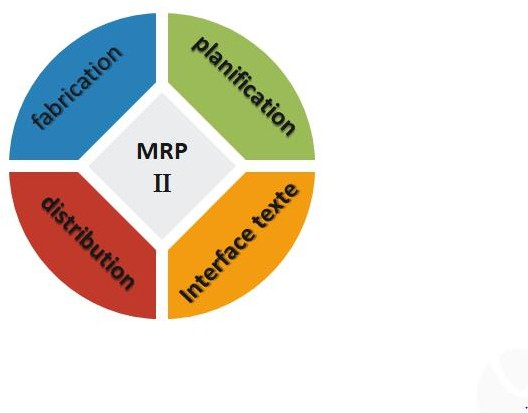 fabrication
planification
MRP
II
distribution
Interface texte